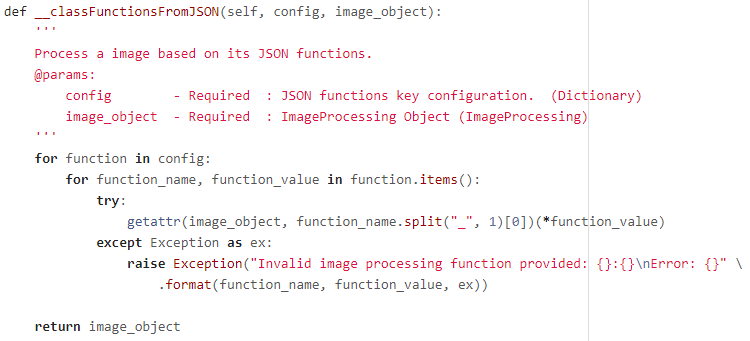 def __classFunctionsFromJSON(self, config, image_object):
    '''
    Process a image based on its JSON functions.
    @params:
        config        - Required  : JSON functions key configuration.  (Dictionary)
        image_object  - Required  : ImageProcessing Object (ImageProcessing)
    '''
    for function in config:
        for function_name, function_value in function.items():
            try:
                getattr(image_object, function_name.split("_", 1)[0])(*function_value)
            except Exception as ex:
                raise Exception("Invalid image processing function provided: {}:{}\nError: {}" \
                    .format(function_name, function_value, ex))

    return image_object